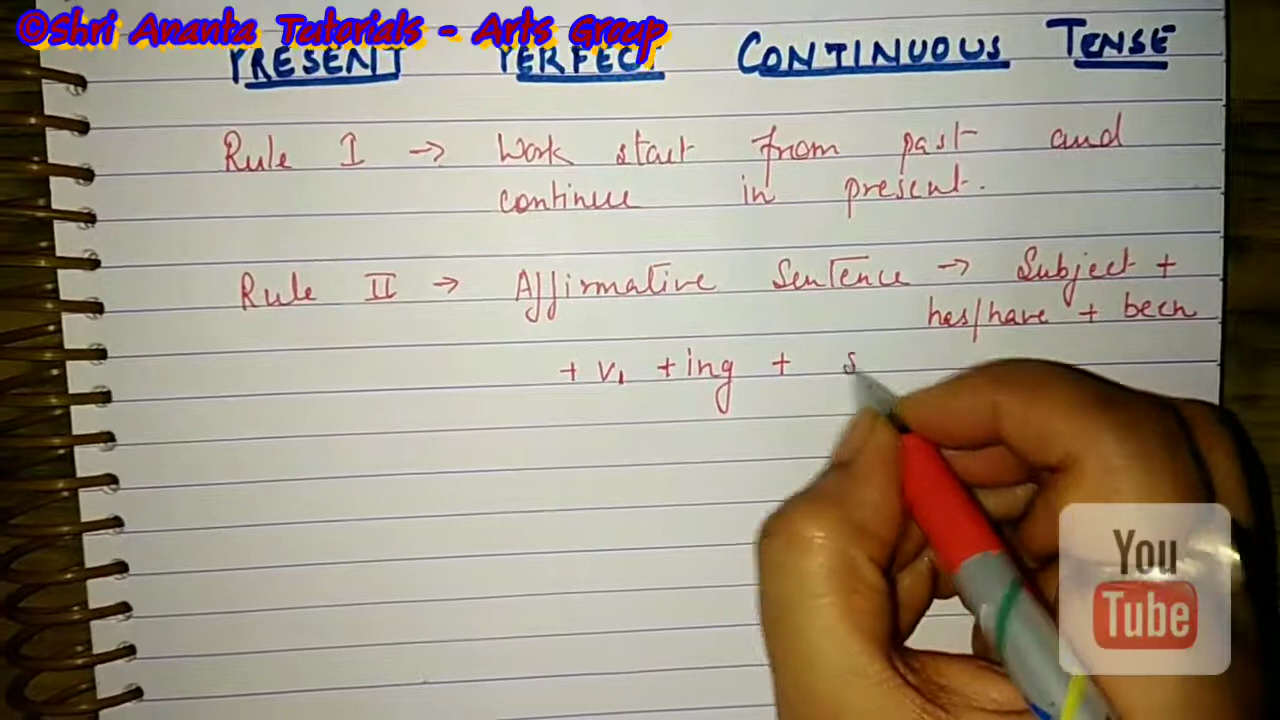 ©Shri Ananta Tutorials - Arts Group
PRESENT PERFECT CONTINUOUS TENSE
Rule I → Work start from past and
continue in present.
Rule II → Affirmative Sentence → Subject +
has/have + been
+ V1 + ing + s
You
Tube